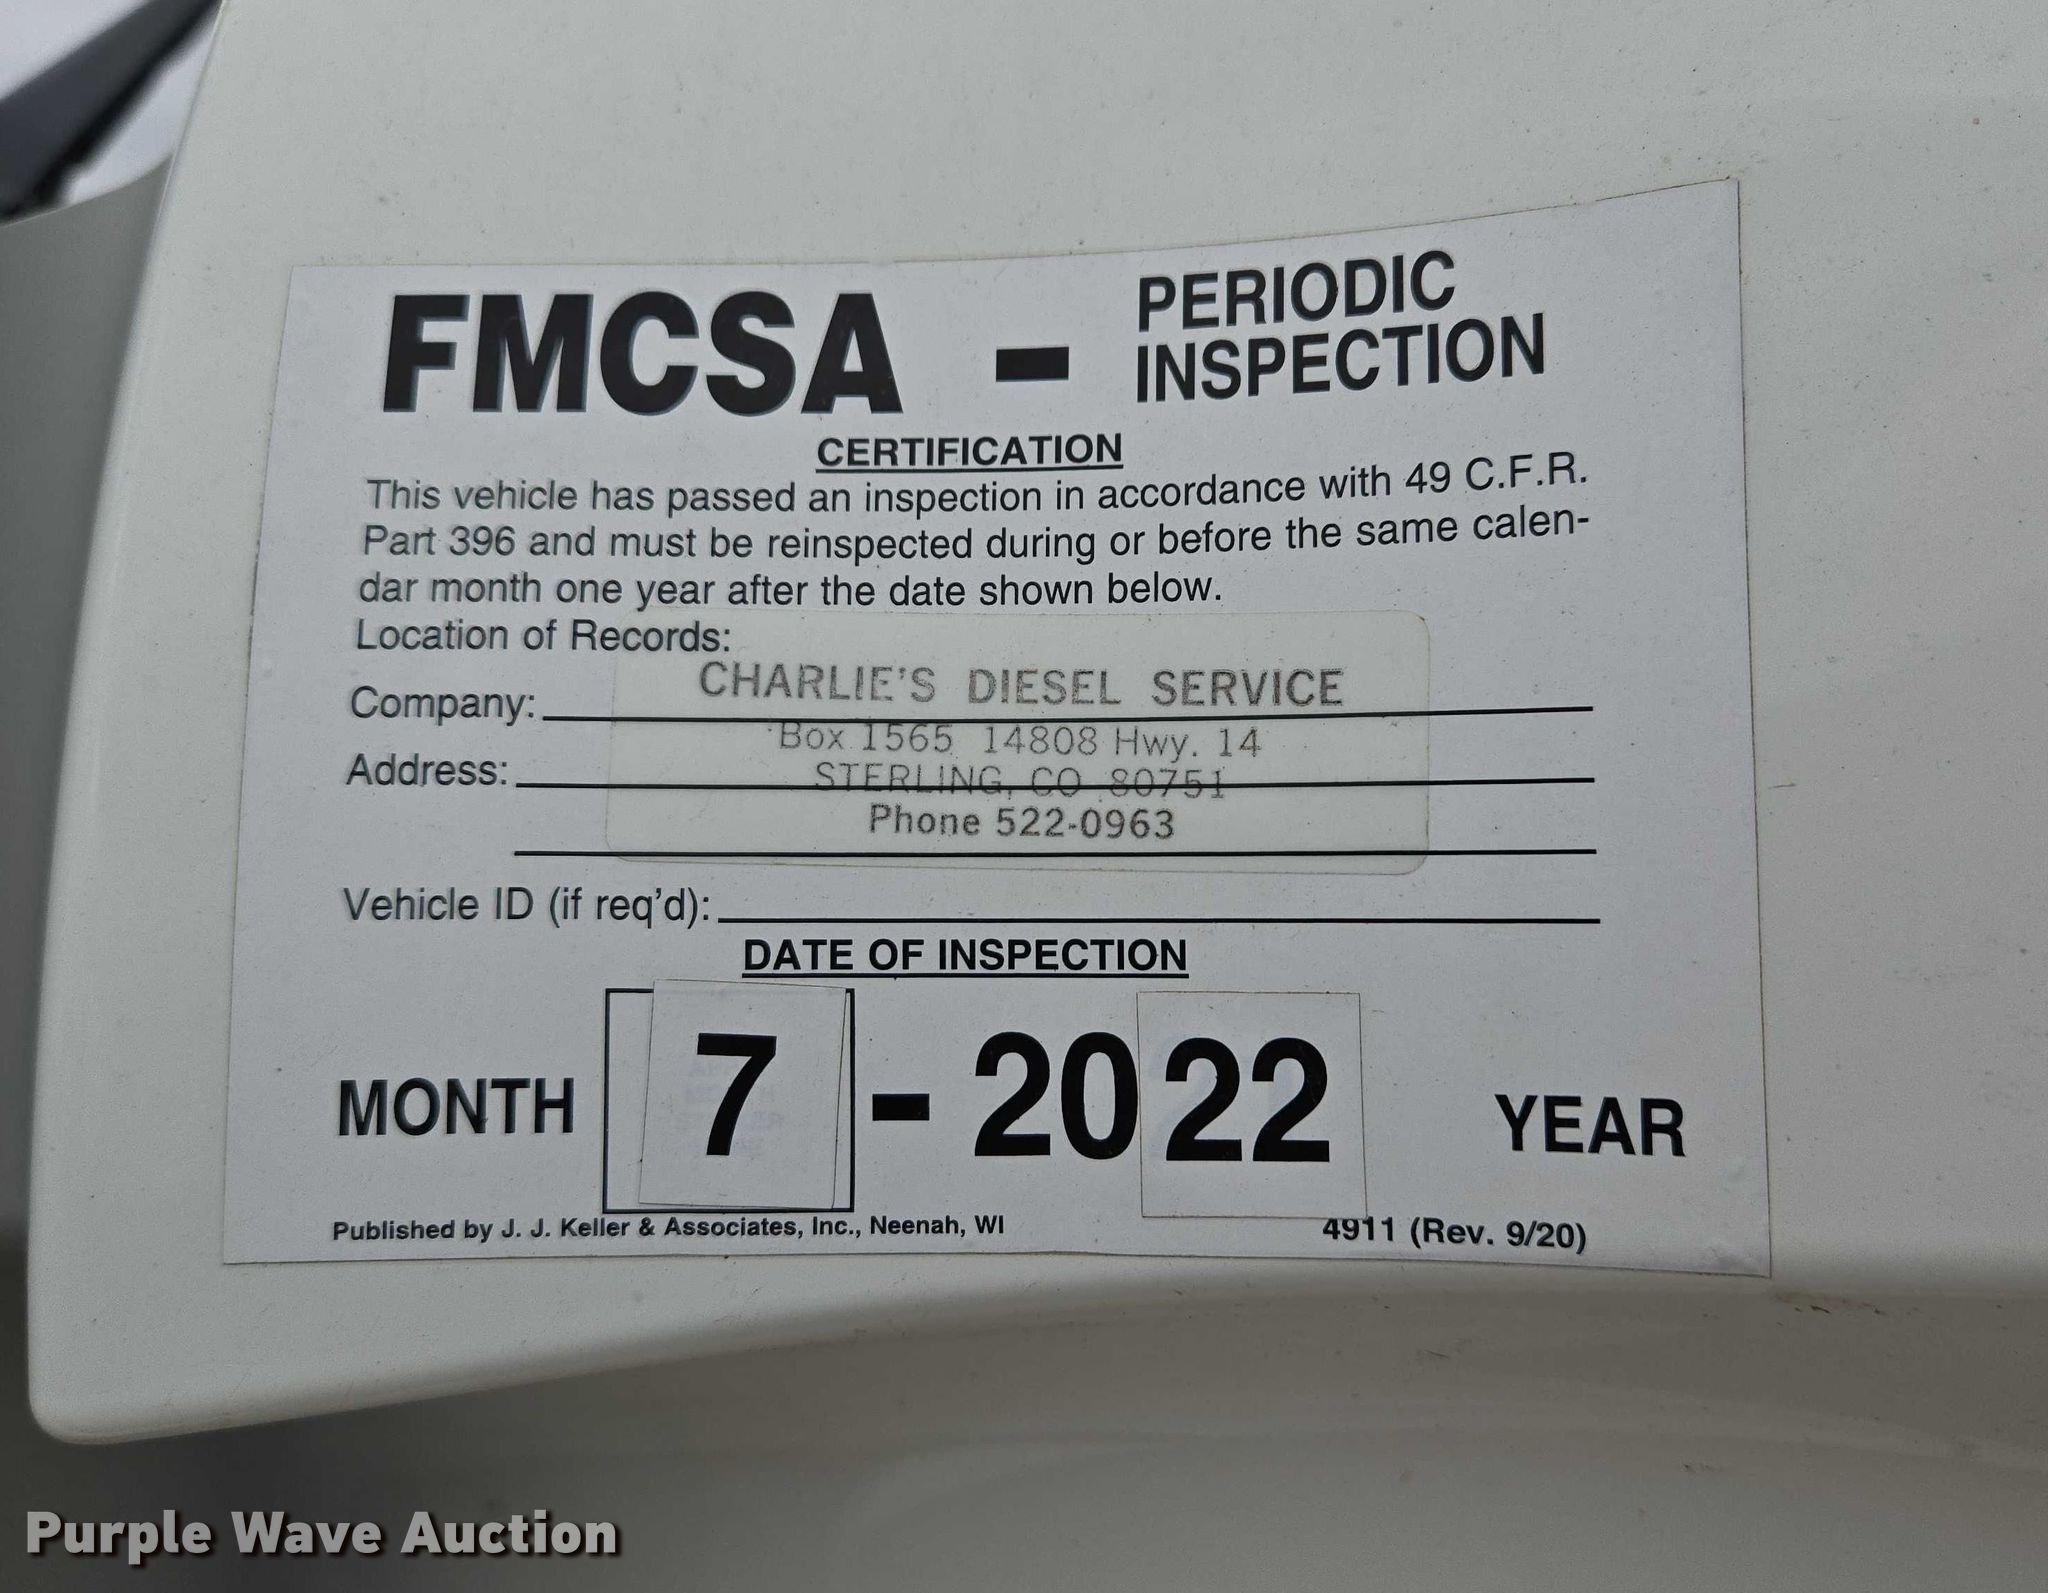 FMCSA - PERIODIC
INSPECTION
CERTIFICATION
This vehicle has passed an inspection in accordance with 49 C.F.R.
Part 396 and must be reinspected during or before the same calen-
dar month one year after the date shown below.
Location of Records:
Company: CHARLIE'S DIESEL SERVICE
Box 1565 14808 Hwy. 14
Address: STERLING, CO 80751
Phone 522-0963
Vehicle ID (if req'd):
DATE OF INSPECTION
MONTH 7 - 2022 YEAR
Published by J. J. Keller & Associates, Inc., Neenah, WI 4911 (Rev. 9/20)
Purple Wave Auction